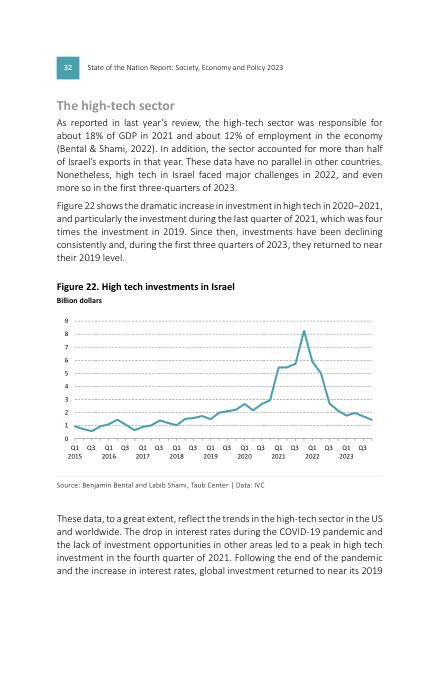 32 State of the Nation Report: Society, Economy and Policy 2023
The high-tech sector
As reported in last year's review, the high-tech sector was responsible for
about 18% of GDP in 2021 and about 12% of employment in the economy
(Bental & Shami, 2022). In addition, the sector accounted for more than half
of Israel's exports in that year. These data have no parallel in other countries.
Nonetheless, high tech in Israel faced major challenges in 2022, and even
more so in the first three-quarters of 2023.
Figure 22 shows the dramatic increase in investment in high tech in 2020–2021,
and particularly the investment during the last quarter of 2021, which was four
times the investment in 2019. Since then, investments have been declining
consistently and, during the first three quarters of 2023, they returned to near
their 2019 level.
Figure 22. High tech investments in Israel
Billion dollars
9
8
7
6
5
4
3
2
1
0
Q1 Q3 Q1 Q3 Q1 Q3 Q1 Q3 Q1 Q3 Q1 Q3 Q1 Q3 Q1 Q3 Q1 Q3
2015 2016 2017 2018 2019 2020 2021 2022 2023
Source: Benjamin Bental and Labib Shami, Taub Center | Data: IVC
These data, to a great extent, reflect the trends in the high-tech sector in the US
and worldwide. The drop in interest rates during the COVID-19 pandemic and
the lack of investment opportunities in other areas led to a peak in high tech
investment in the fourth quarter of 2021. Following the end of the pandemic
and the increase in interest rates, global investment returned to near its 2019